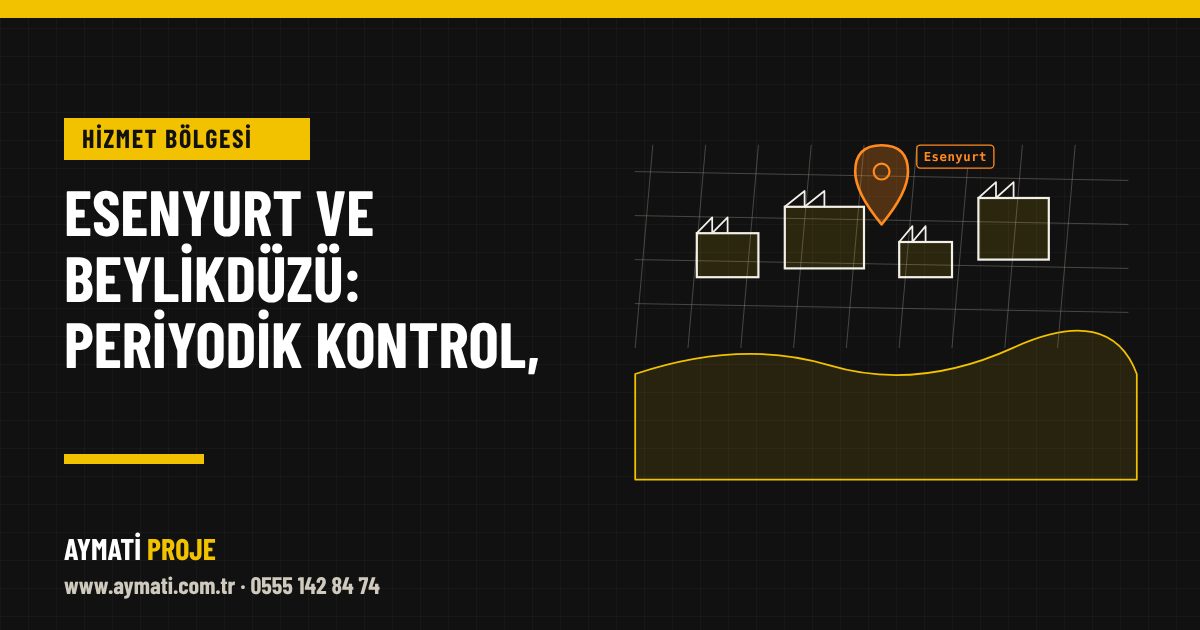 HİZMET BÖLGESİ
ESENYURT VE
BEYLİKDÜZÜ:
PERİYODİK KONTROL,
Esenyurt
AYMATİ PROJE
www.aymati.com.tr · 0555 142 84 74